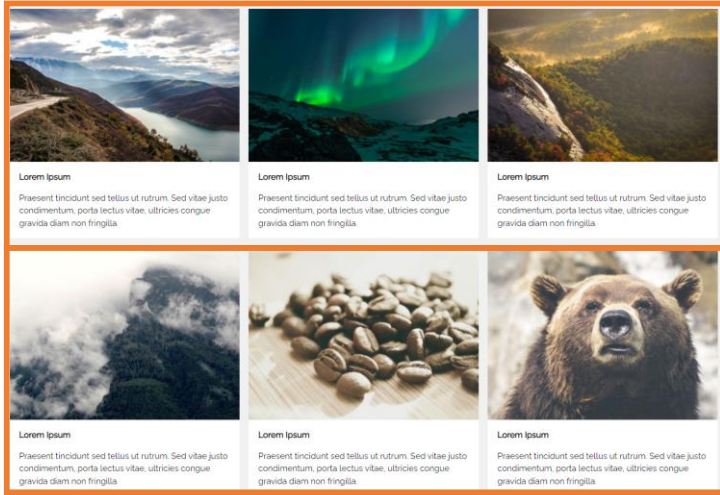 Lorem Ipsum
Praesent tincidunt sed tellus ut rutrum. Sed vitae justo
condimentum, porta lectus vitae, ultricies congue
gravida diam non fringilla.
Lorem Ipsum
Praesent tincidunt sed tellus ut rutrum. Sed vitae justo
condimentum, porta lectus vitae, ultricies congue
gravida diam non fringilla.
Lorem Ipsum
Praesent tincidunt sed tellus ut rutrum. Sed vitae justo
condimentum, porta lectus vitae, ultricies congue
gravida diam non fringilla.
Lorem Ipsum
Praesent tincidunt sed tellus ut rutrum. Sed vitae justo
condimentum, porta lectus vitae, ultricies congue
gravida diam non fringilla.
Lorem Ipsum
Praesent tincidunt sed tellus ut rutrum. Sed vitae justo
condimentum, porta lectus vitae, ultricies congue
gravida diam non fringilla.
Lorem Ipsum
Praesent tincidunt sed tellus ut rutrum. Sed vitae justo
condimentum, porta lectus vitae, ultricies congue
gravida diam non fringilla.